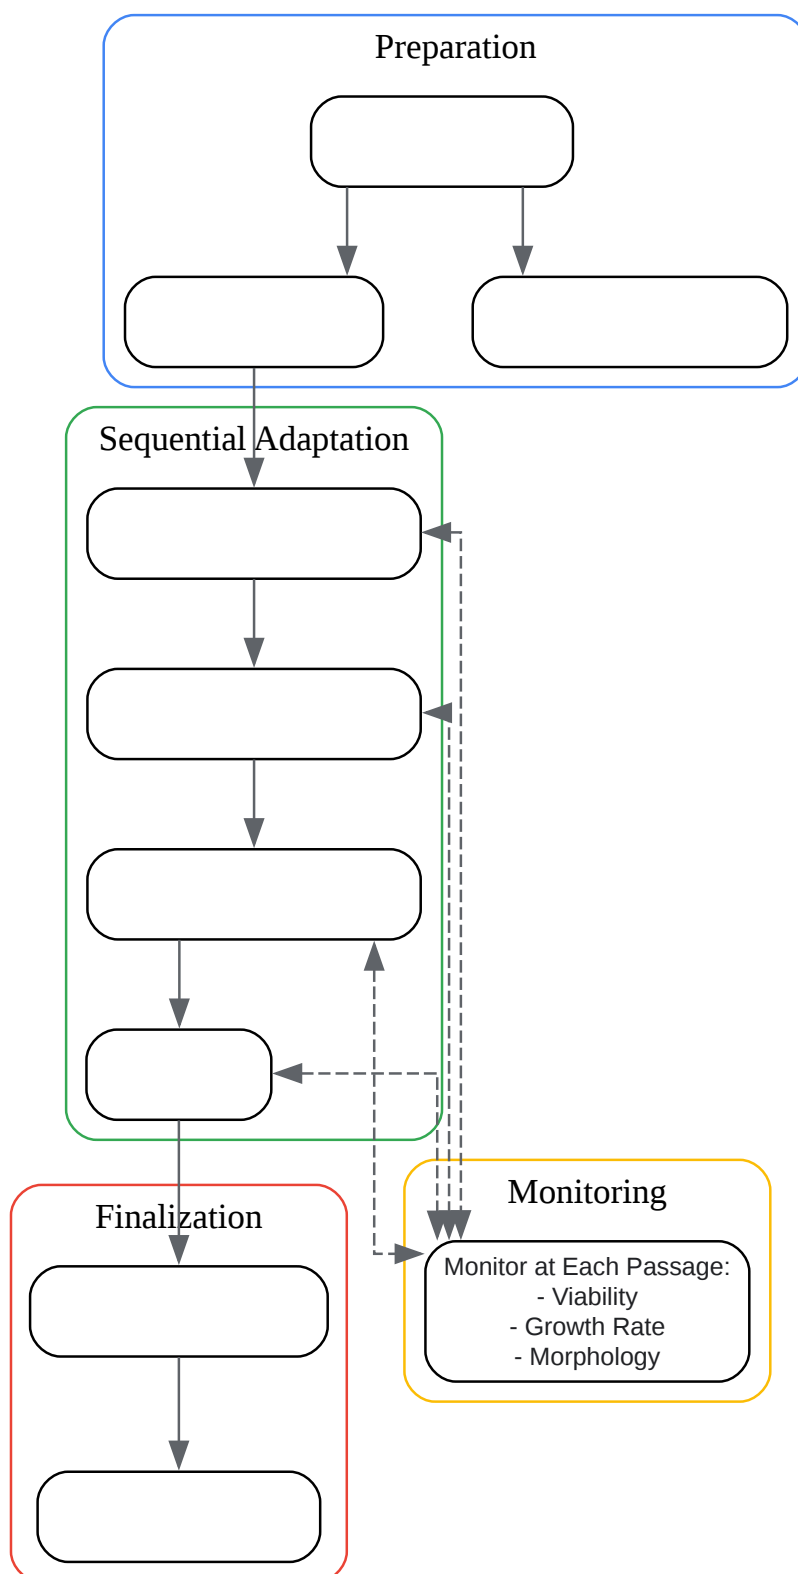 Preparation
Sequential Adaptation
Finalization
Monitoring
Monitor at Each Passage:
- Viability
- Growth Rate
- Morphology